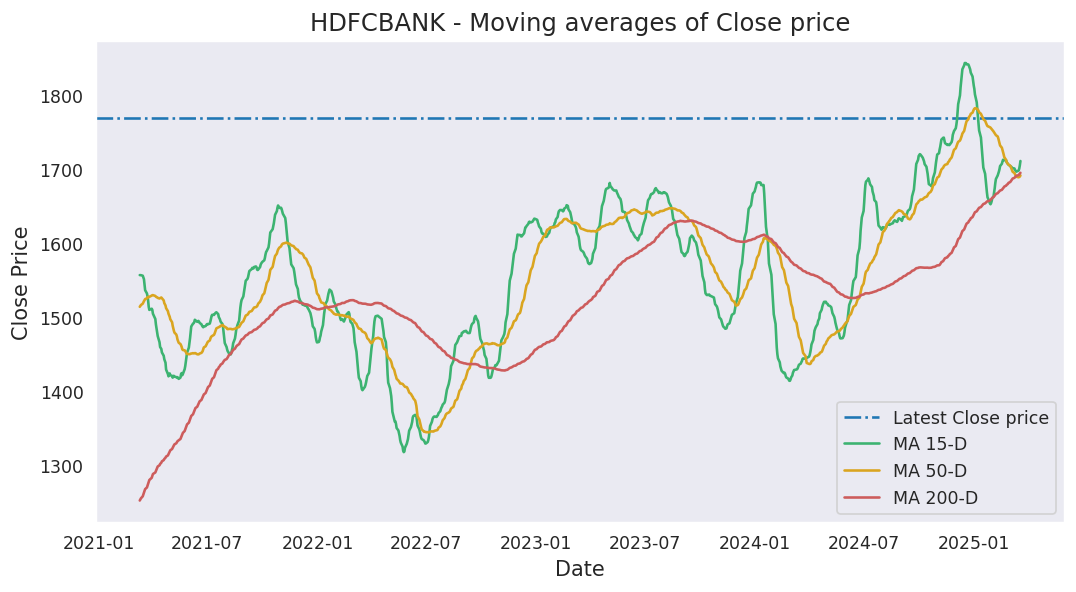 HDFCBANK - Moving averages of Close price
Close Price
1800
1700
1600
1500
1400
1300
Latest Close price
MA 15-D
MA 50-D
MA 200-D
2021-01 2021-07 2022-01 2022-07 2023-01 2023-07 2024-01 2024-07 2025-01
Date